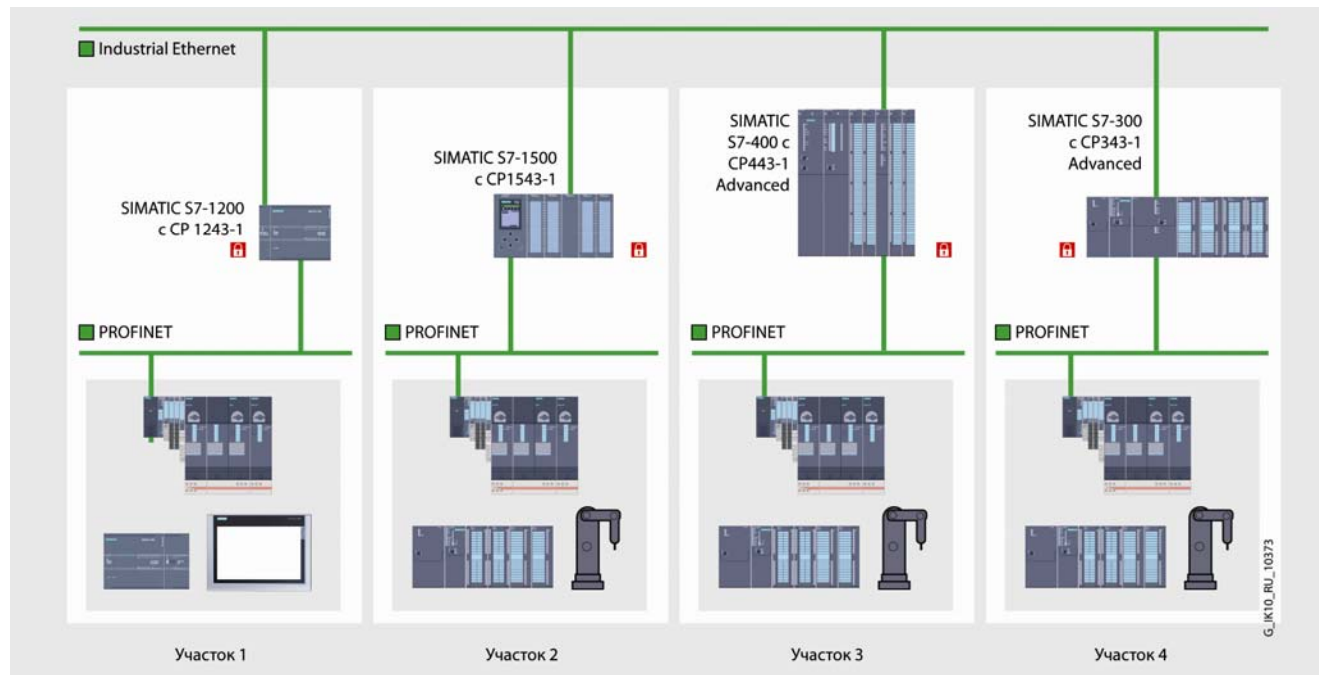 Industrial Ethernet
SIMATIC S7-1200
с CP 1243-1
PROFINET
Участок 1
SIMATIC S7-1500
с CP1543-1
PROFINET
Участок 2
SIMATIC
S7-400 с
CP443-1
Advanced
PROFINET
Участок 3
SIMATIC S7-300
с CP343-1
Advanced
PROFINET
Участок 4
G_IK10_RU_10373